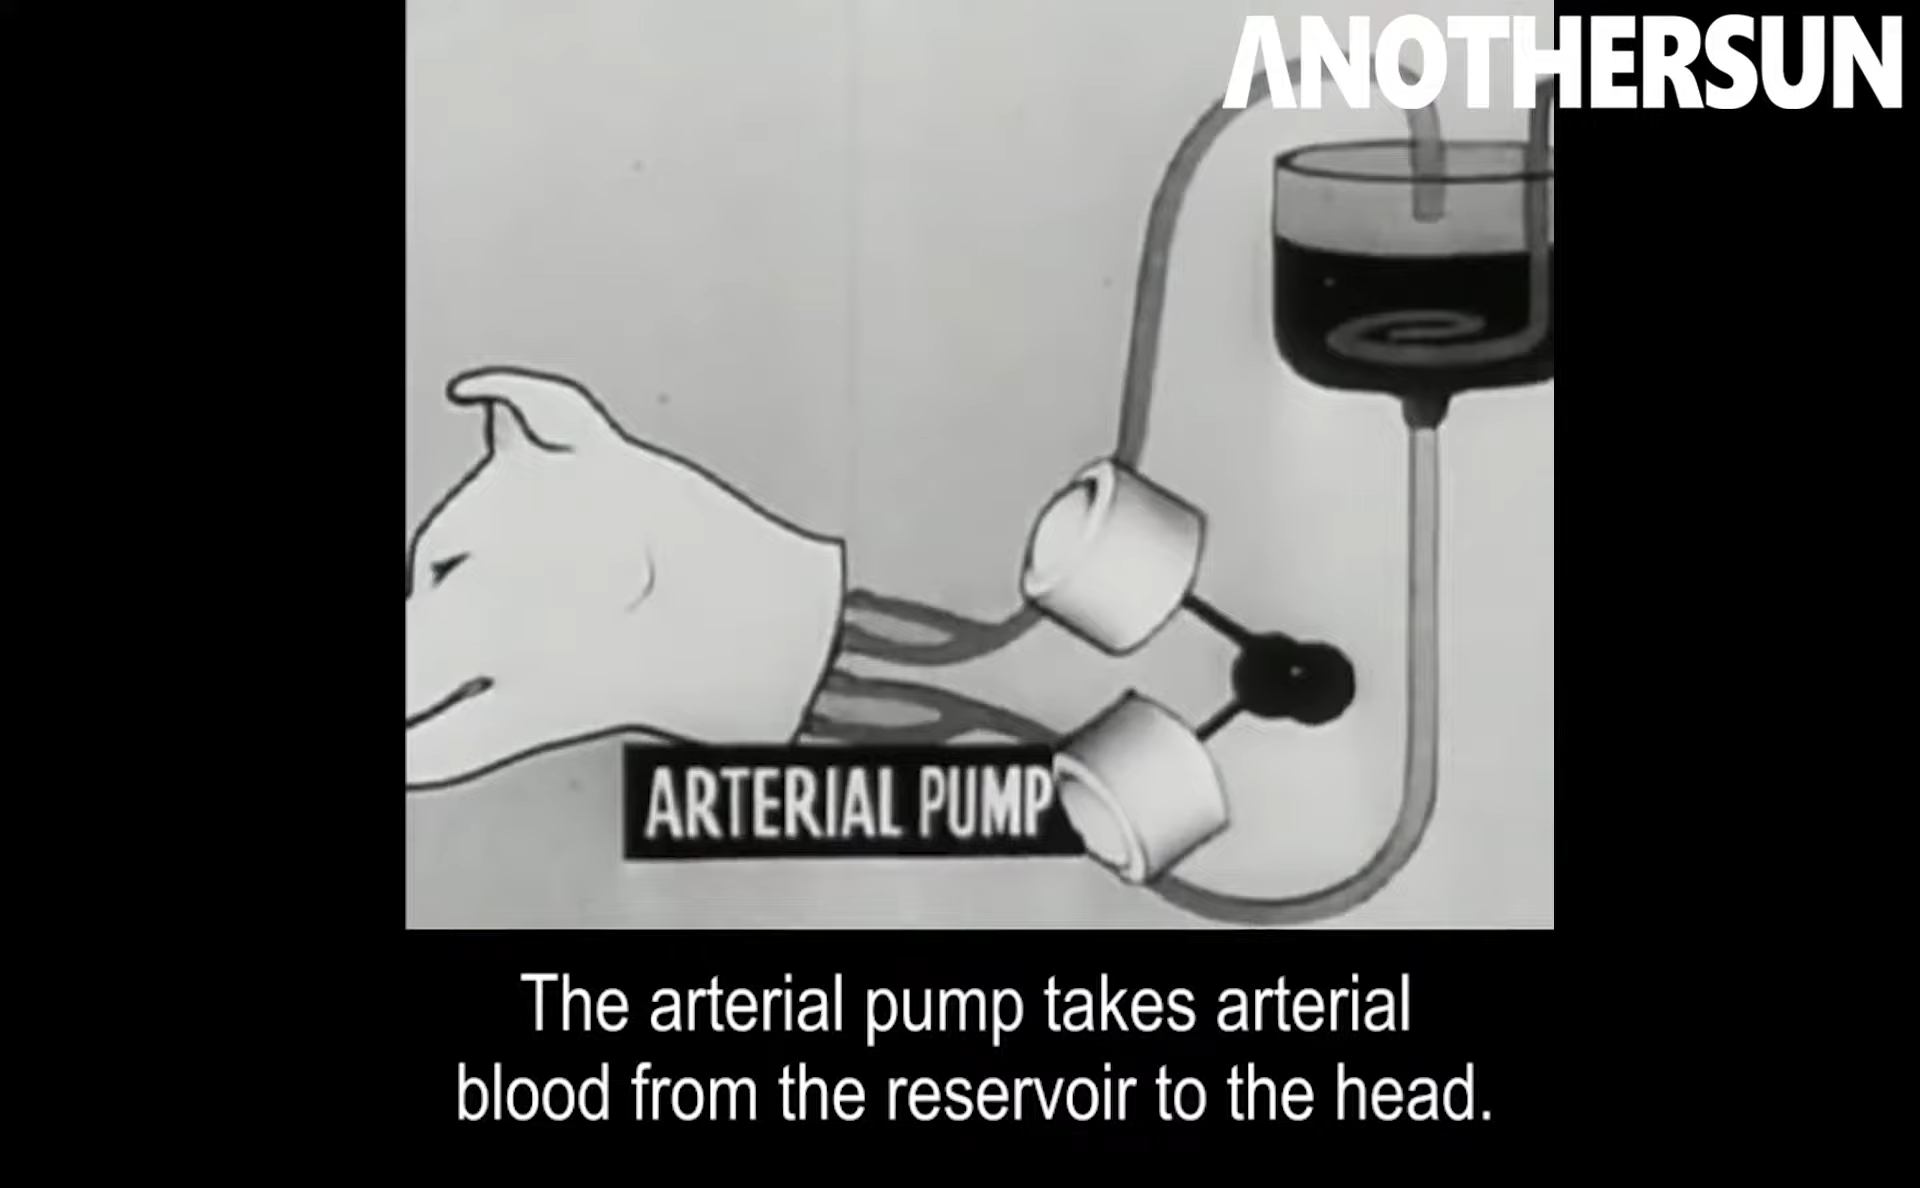 ANOTHERSUN
ARTERIAL PUMP
The arterial pump takes arterial
blood from the reservoir to the head.